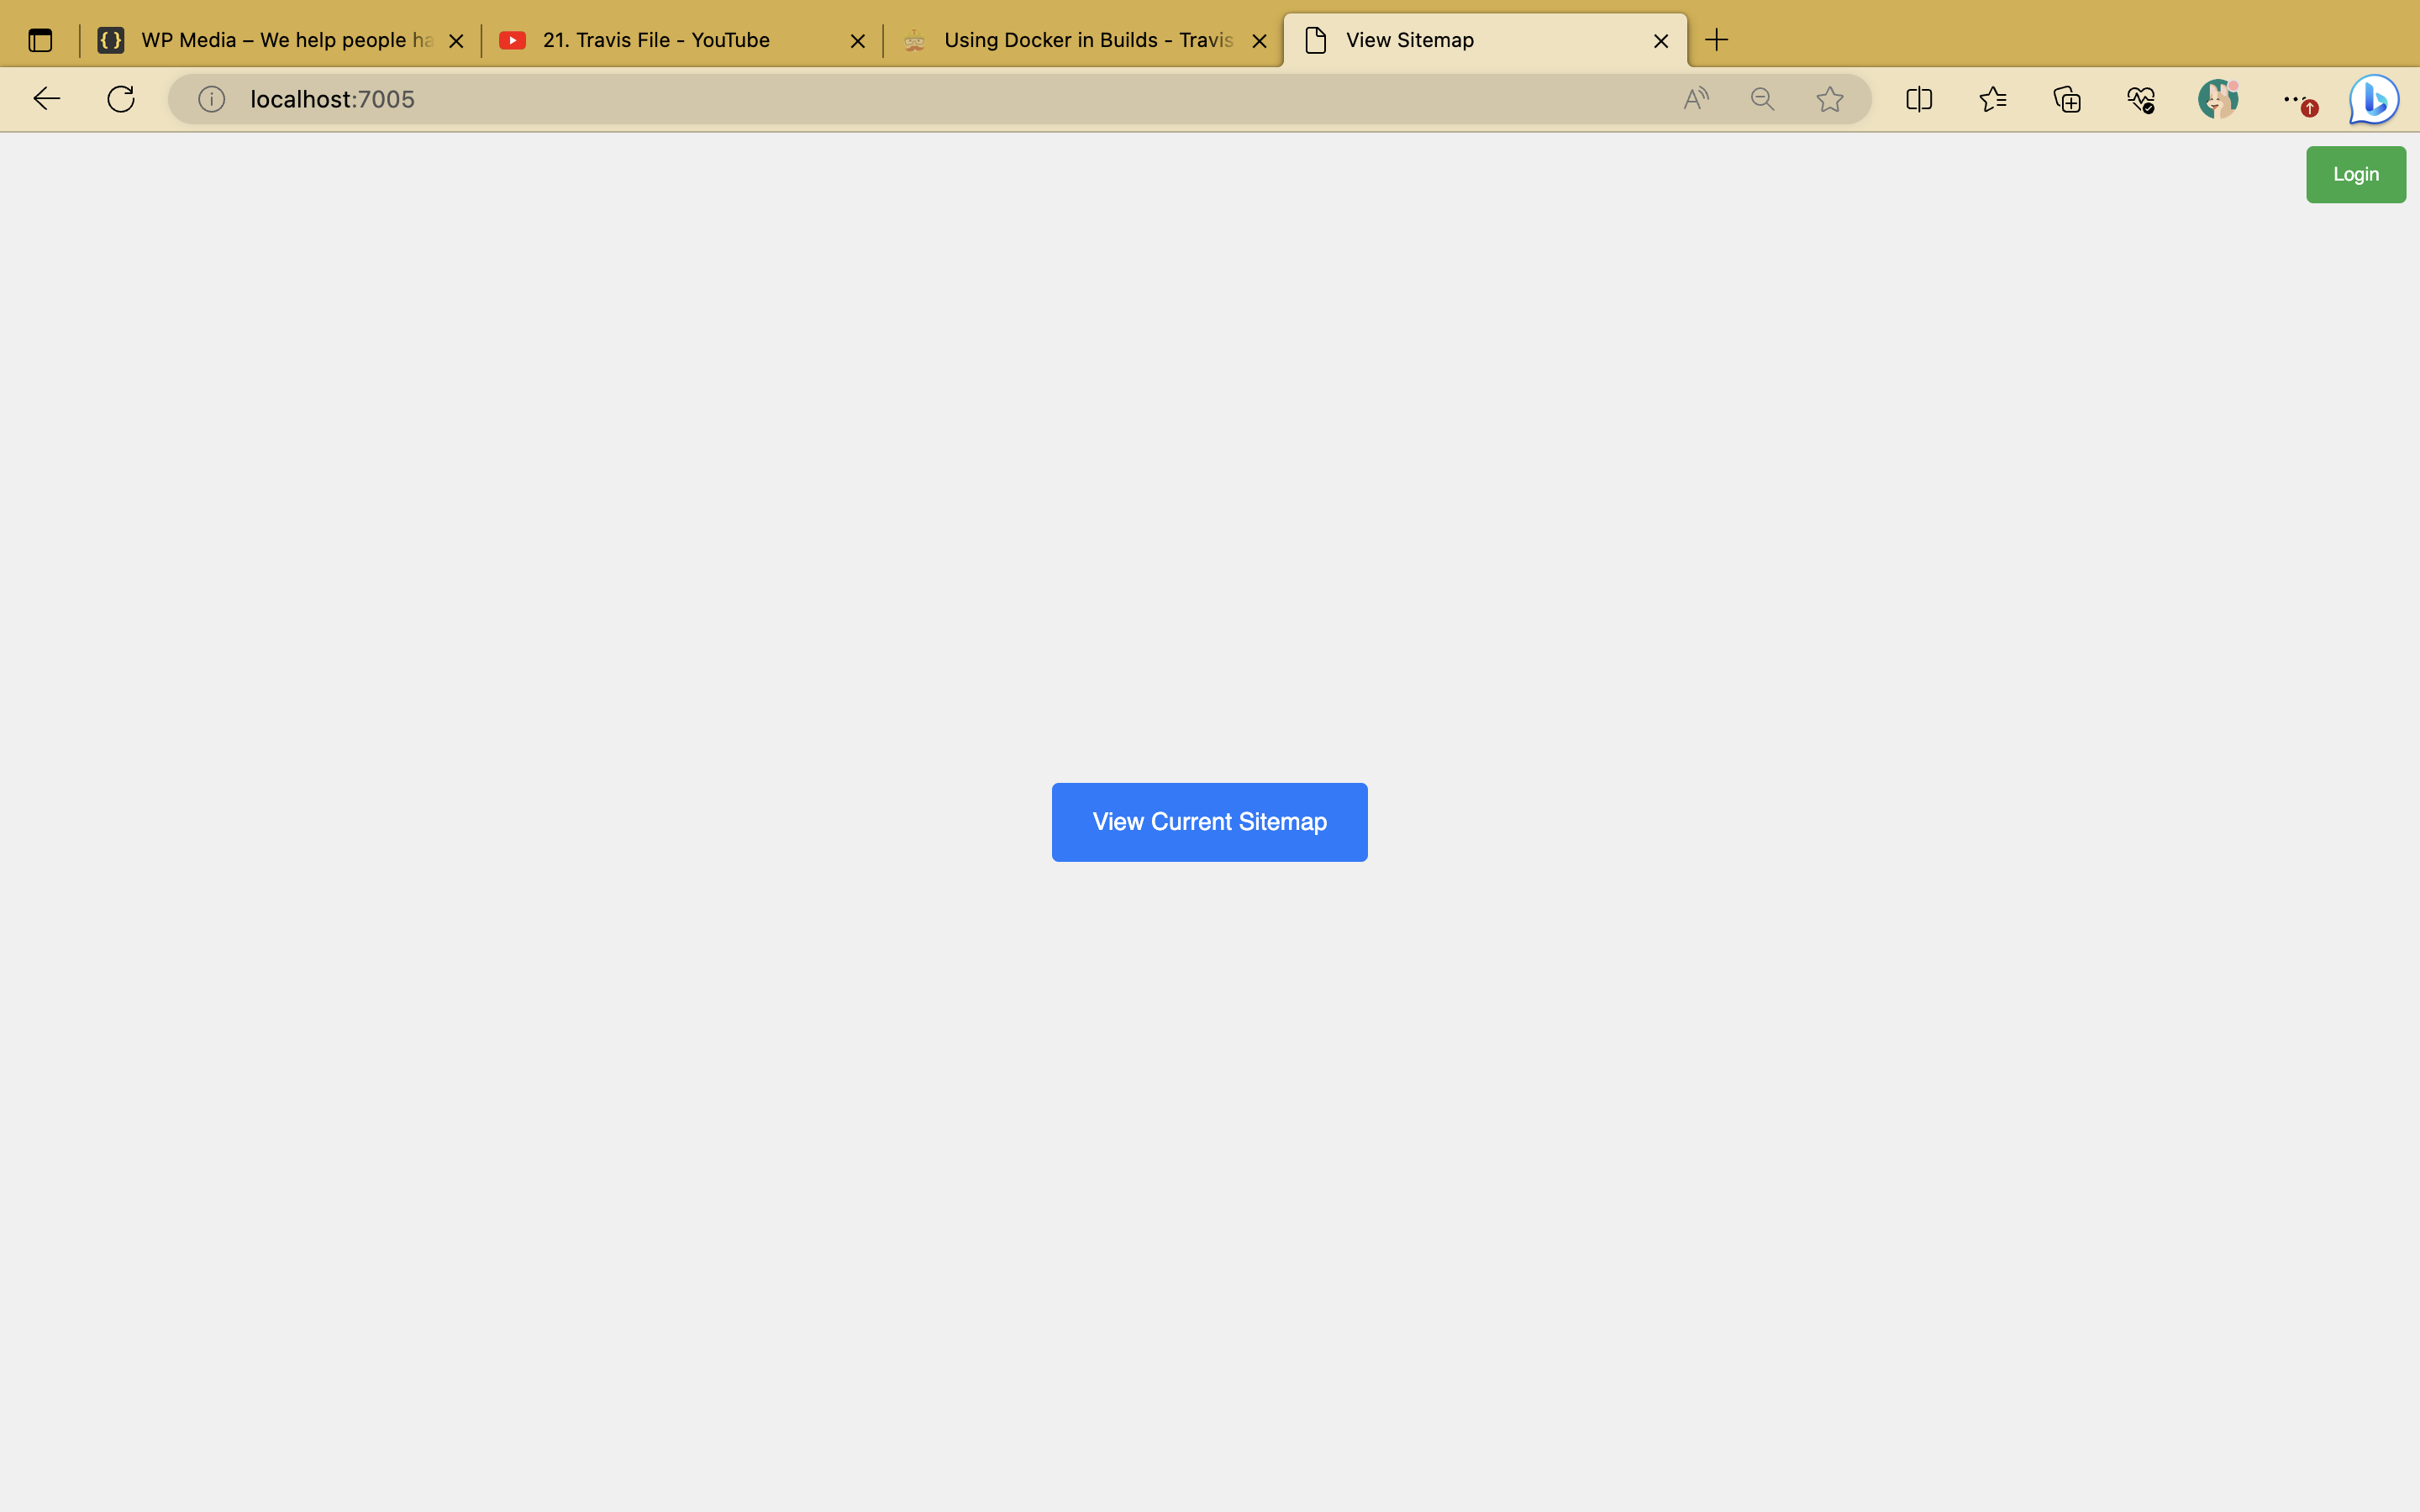 WP Media – We help people ha
21. Travis File - YouTube
Using Docker in Builds - Travis
View Sitemap
localhost:7005
Login
View Current Sitemap